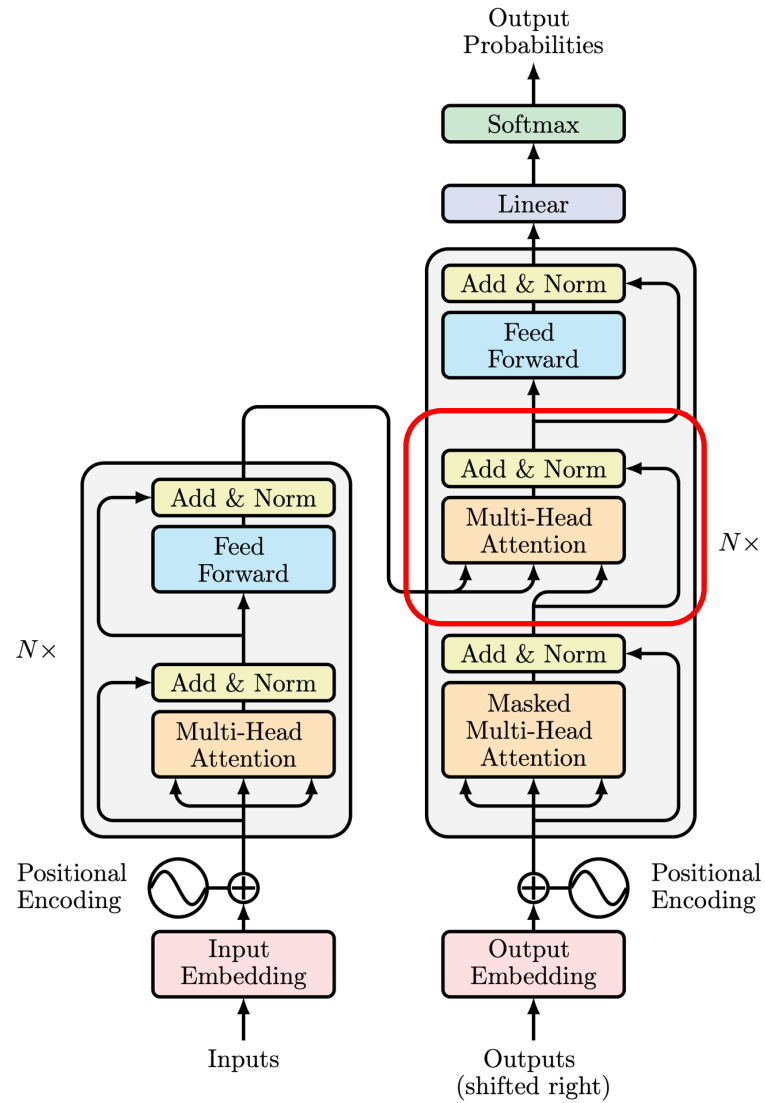 Output
Probabilities
Softmax
Linear
Add & Norm
Feed
Forward
Add & Norm
Multi-Head
Attention
N×
Add & Norm
Masked
Multi-Head
Attention
Add & Norm
Feed
Forward
N×
Add & Norm
Multi-Head
Attention
Positional
Encoding
Positional
Encoding
Input
Embedding
Output
Embedding
Inputs
Outputs
(shifted right)